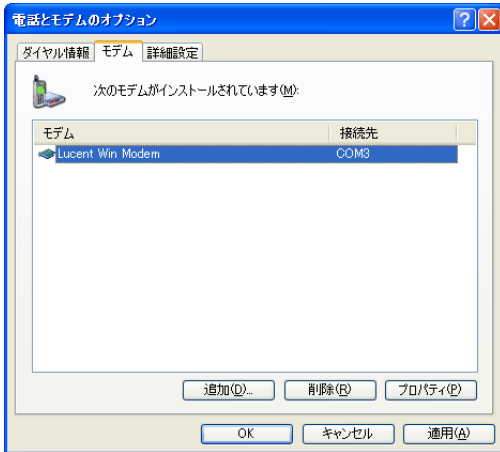 電話とモデムのオプション
ダイヤル情報 モデム 詳細設定
次のモデムがインストールされています(M):
モデム 接続先
Lucent Win Modem COM3
追加(D)... 削除(R) プロパティ(P)
OK キャンセル 適用(A)